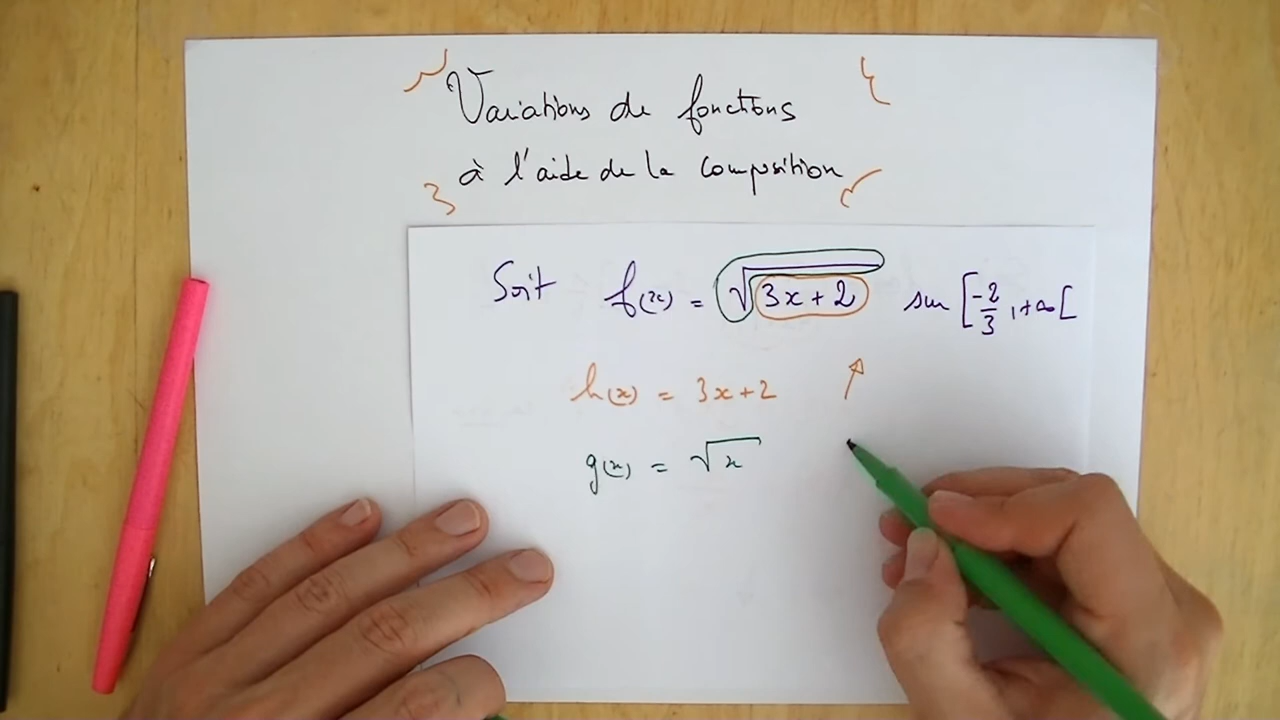 Variations de fonctions
à l'aide de la composition
Soit f(x) = √3x + 2 sur [-2/3, +∞[
h(x) = 3x+2 ↗
g(x) = √x